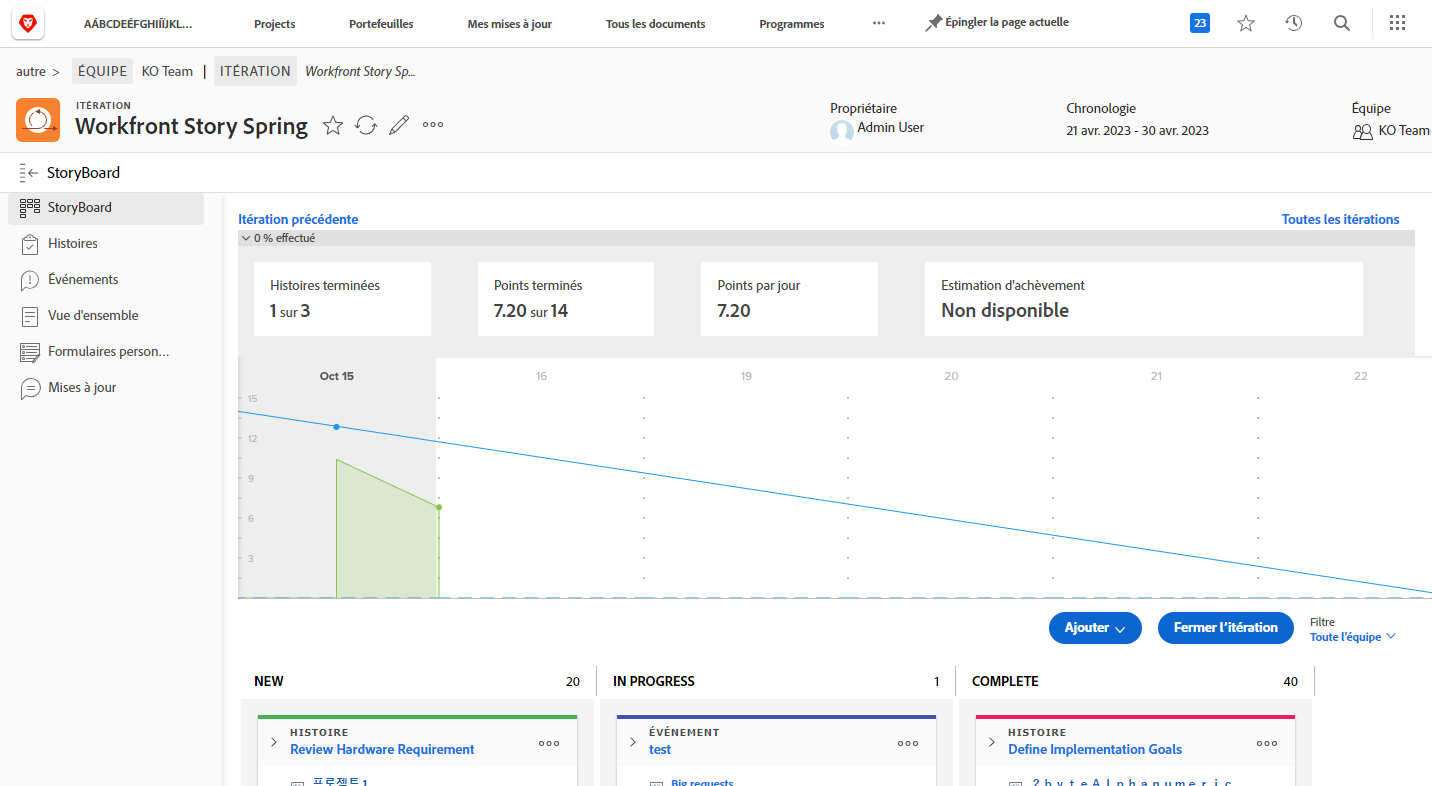 AÁBCDEÉFGHIÍÏJKL...
Projects
Portefeuilles
Mes mises à jour
Tous les documents
Programmes
Épingler la page actuelle
23
autre >
ÉQUIPE
KO Team
ITÉRATION
Workfront Story Sp...
ITÉRATION
Workfront Story Spring
Propriétaire
Admin User
Chronologie
21 avr. 2023 - 30 avr. 2023
Équipe
KO Team
StoryBoard
StoryBoard
Histoires
Événements
Vue d'ensemble
Formulaires person...
Mises à jour
Itération précédente
Toutes les itérations
0 % effectué
Histoires terminées
1 sur 3
Points terminés
7.20 sur 14
Points par jour
7.20
Estimation d'achèvement
Non disponible
Oct 15
16
19
20
21
22
15
12
9
6
3
Ajouter
Fermer l’itération
Filtre
Toute l'équipe
NEW
20
IN PROGRESS
1
COMPLETE
40
HISTOIRE
Review Hardware Requirement
프로젝트 1
ÉVÉNEMENT
test
Big requests
HISTOIRE
Define Implementation Goals
２ｂｙｔｅＡｌｐｈａｎｕｍｅｒｉｃ